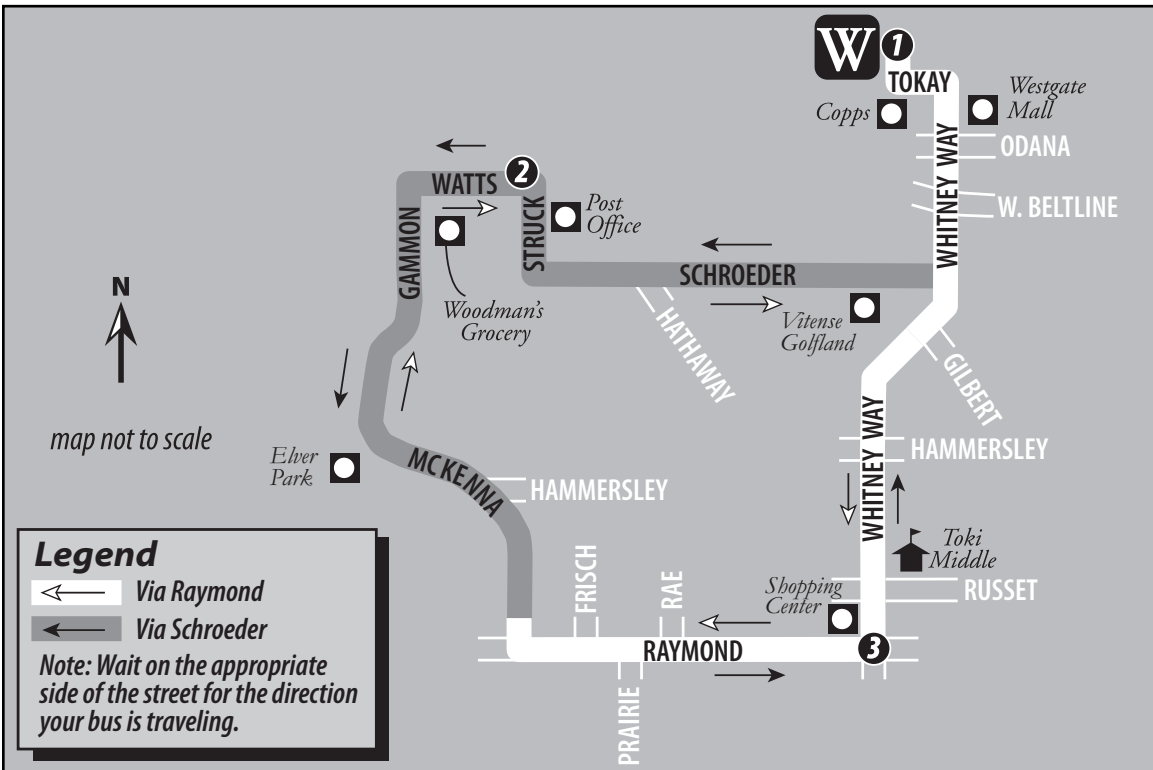 W
1
TOKAY
Copps
Westgate
Mall
ODANA
W. BELTLINE
WHITNEY WAY
WATTS
2
Post
Office
STRUCK
GAMMON
SCHROEDER
Woodman's
Grocery
HATHAWAY
Vitense
Golfland
GILBERT
N
map not to scale
Elver
Park
MCKENNA
HAMMERSLEY
HAMMERSLEY
WHITNEY WAY
Toki
Middle
RUSSET
Shopping
Center
FRISCH
RAE
RAYMOND
3
PRAIRIE
Legend
Via Raymond
Via Schroeder
Note: Wait on the appropriate
side of the street for the direction
your bus is traveling.